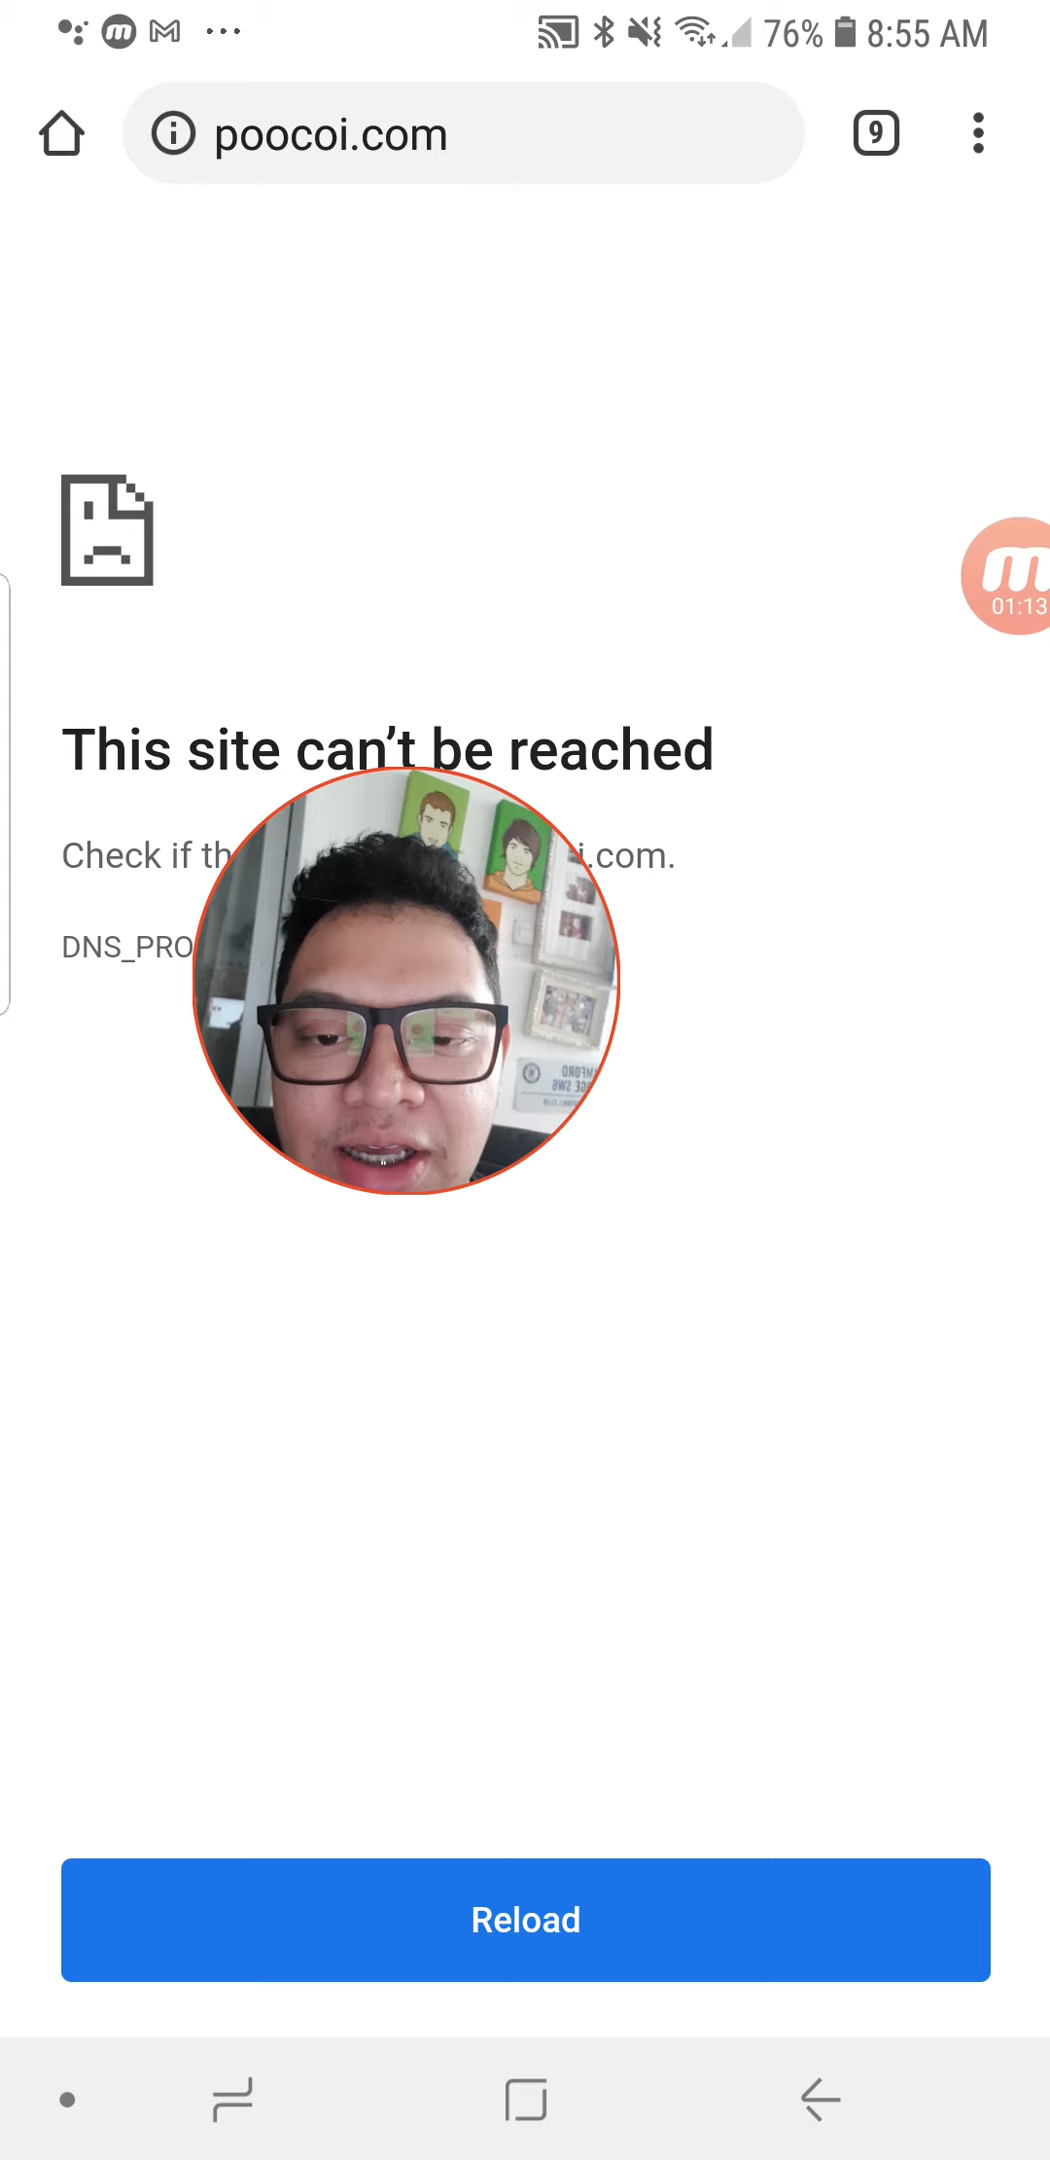 76% 8:55 AM
poocoi.com 9
m
01:13
This site can’t be reached
Check if th i.com.
DNS_PRO
Reload